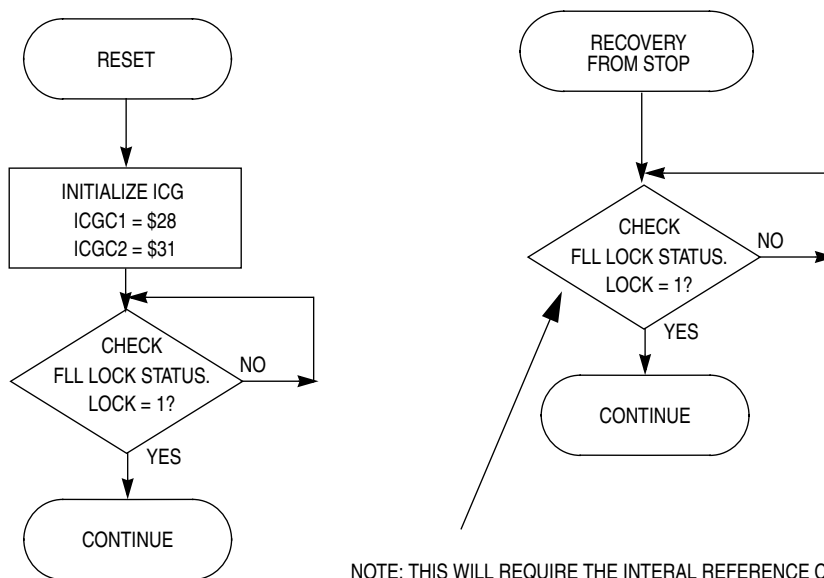 RESET
INITIALIZE ICG
ICGC1 = $28
ICGC2 = $31
CHECK
FLL LOCK STATUS.
LOCK = 1?
NO
YES
CONTINUE
RECOVERY
FROM STOP
CHECK
FLL LOCK STATUS.
LOCK = 1?
NO
YES
CONTINUE
NOTE: THIS WILL REQUIRE THE INTERAL REFERENCE